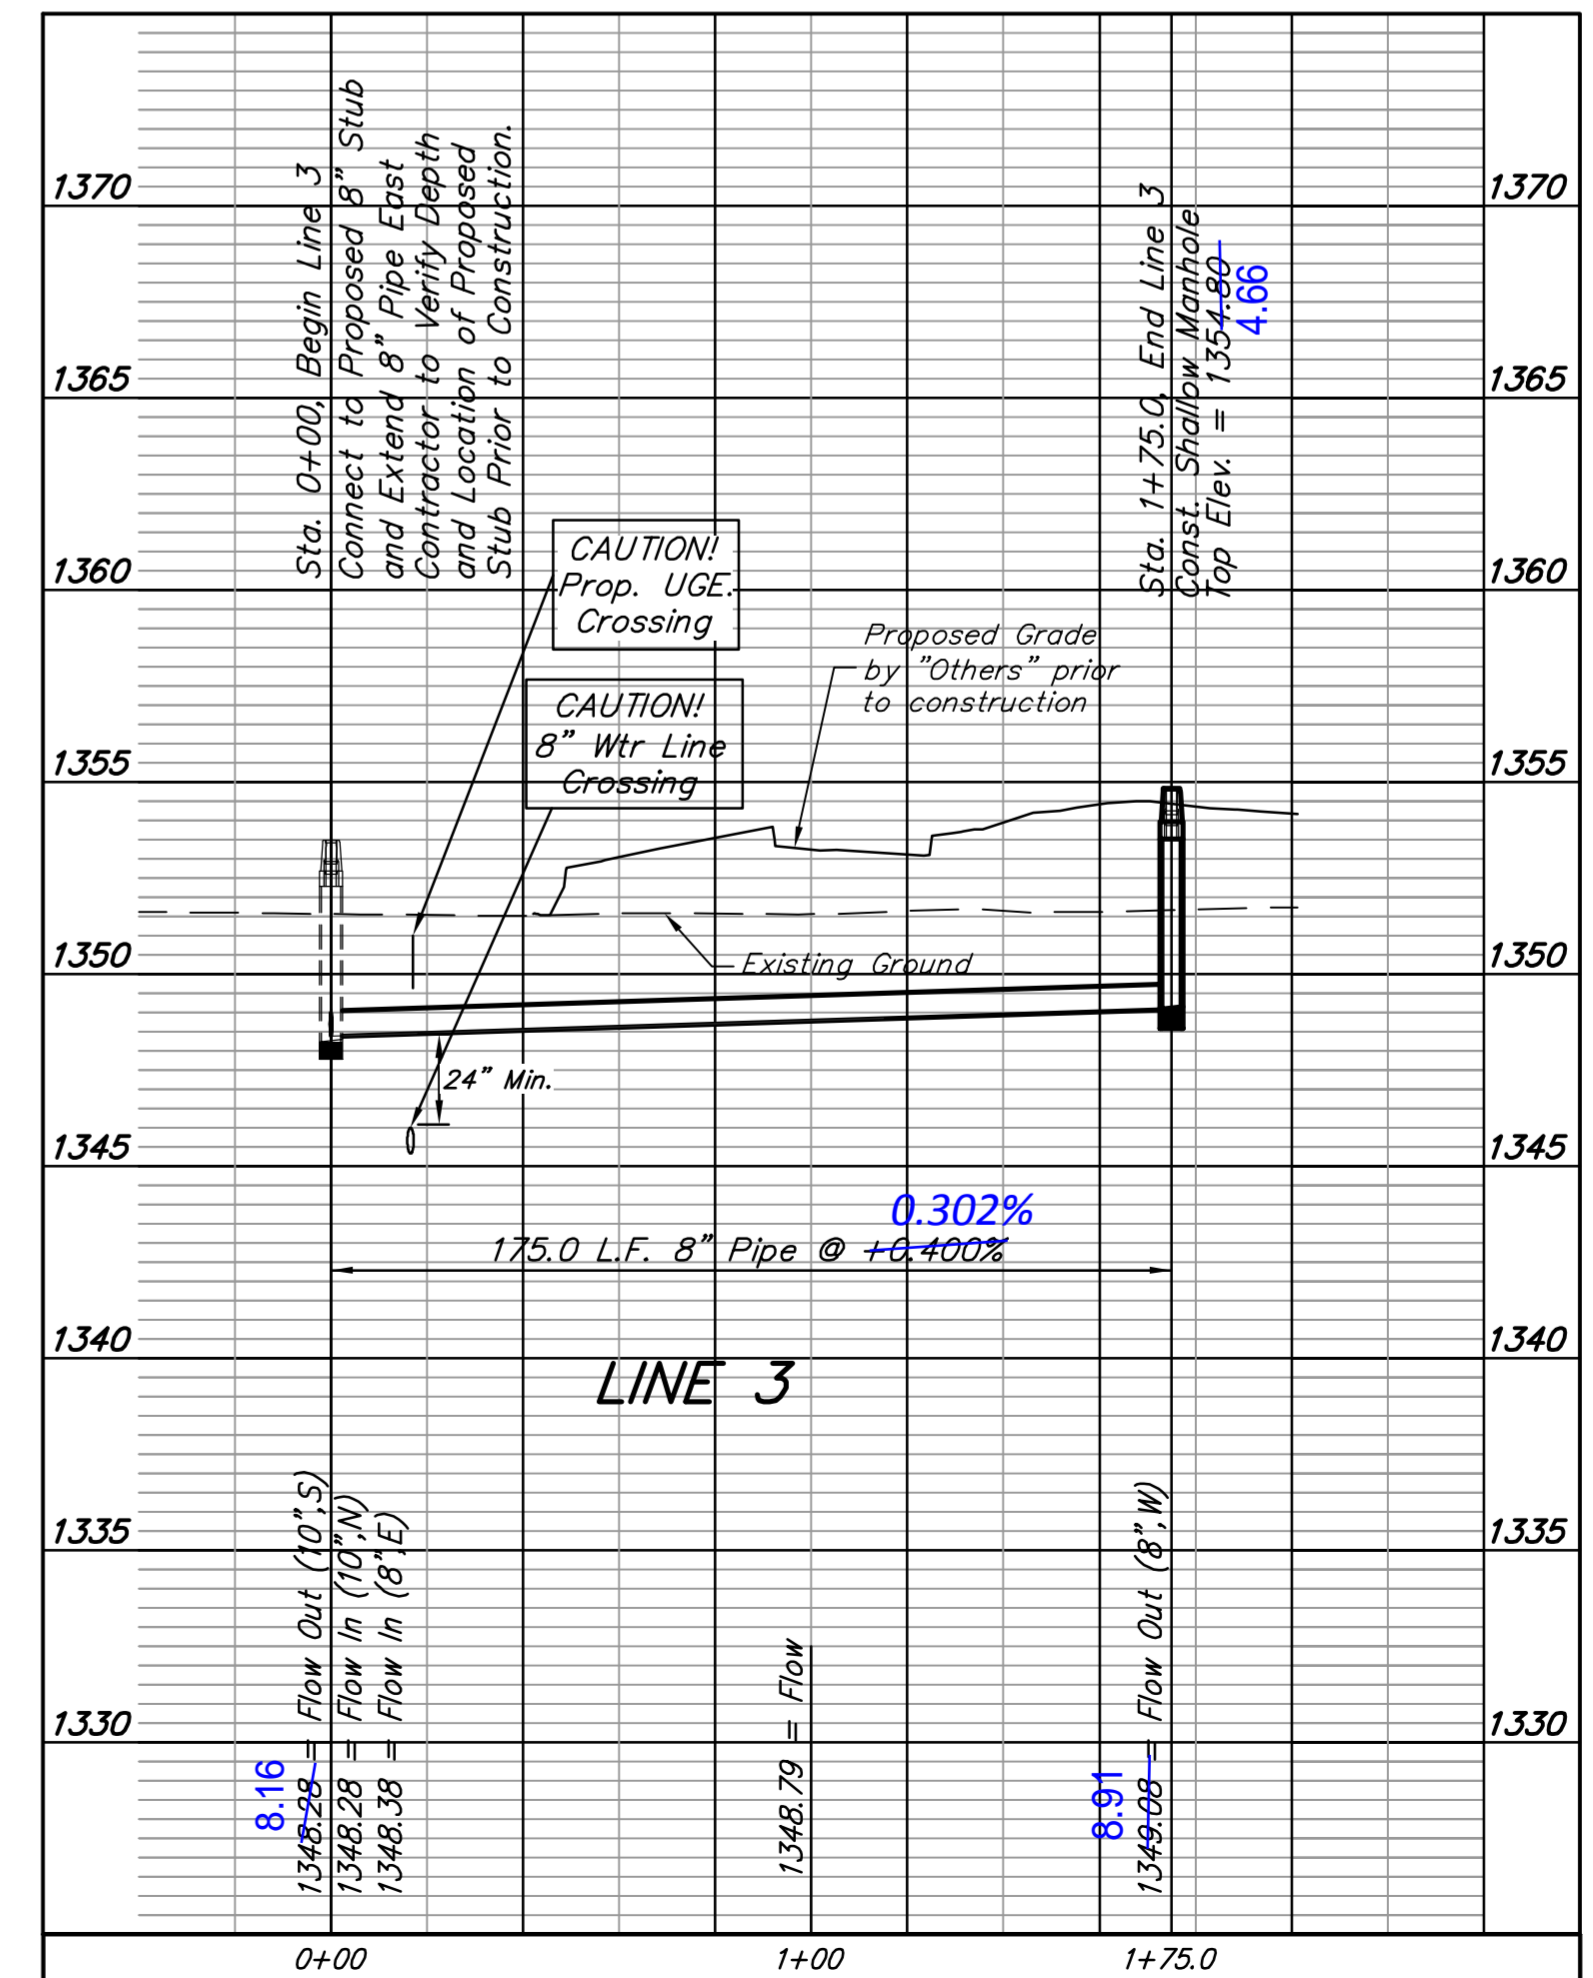 Sta. 0+00, Begin Line 3
Connect to Proposed 8" Stub
and Extend 8" Pipe East
Contractor to Verify Depth
and Location of Proposed
Stub Prior to Construction.
Sta. 1+75.0, End Line 3
Const. Shallow Manhole
Top Elev. = 1354.80
4.66
1370
1370
1365
1365
1360
1360
CAUTION!
Prop. UGE.
Crossing
Proposed Grade
by "Others" prior
to construction
CAUTION!
8" Wtr Line
Crossing
1355
1355
Existing Ground
1350
1350
24" Min.
1345
1345
0.302%
175.0 L.F. 8" Pipe @ +0.400%
1340
1340
LINE 3
1335
1335
1330
1330
8.16
1348.28 = Flow Out (10",S)
1348.28 = Flow In (10",N)
1348.38 = Flow In (8",E)
1348.79 = Flow
8.91
1349.08 = Flow Out (8",W)
0+00
1+00
1+75.0